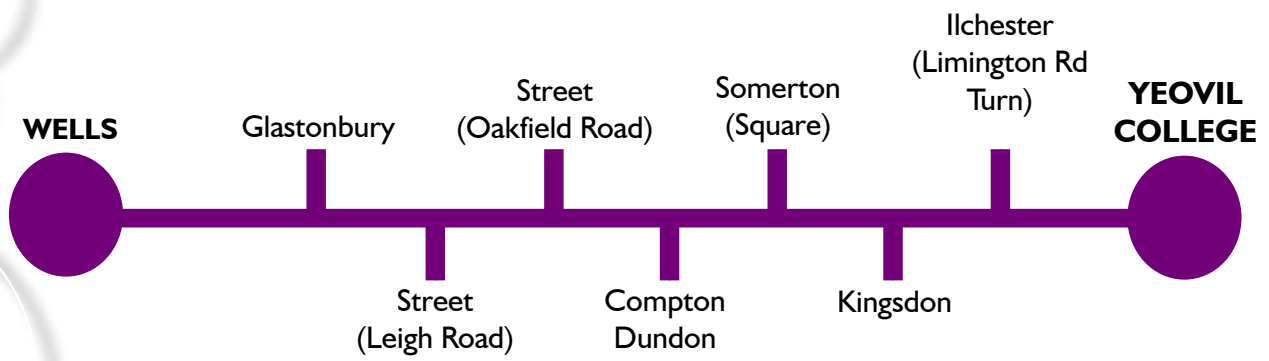 WELLS
Glastonbury
Street
(Leigh Road)
Street
(Oakfield Road)
Compton
Dundon
Somerton
(Square)
Kingsdon
Ilchester
(Limington Rd
Turn)
YEOVIL
COLLEGE